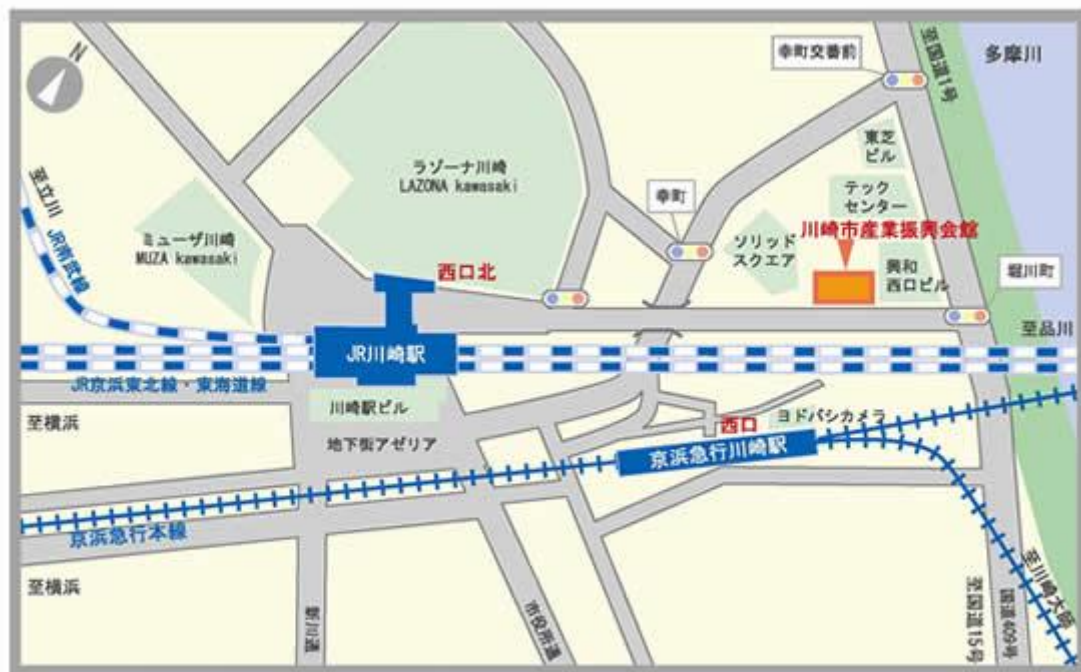 N
幸町交番前
至国道1号
多摩川
東芝
ビル
ラゾーナ川崎
LAZONA kawasaki
幸町
テック
センター
川崎市産業振興会館
至立川
JR南武線
ミューザ川崎
MUZA kawasaki
ソリッド
スクエア
興和
西口ビル
堀川町
西口北
至品川
JR川崎駅
JR京浜東北線・東海道線
川崎駅ビル
西口
ヨドバシカメラ
至横浜
地下街アゼリア
京浜急行川崎駅
京浜急行本線
至横浜
新川通
市役所通
至国道15号
国道409号
至川崎大師